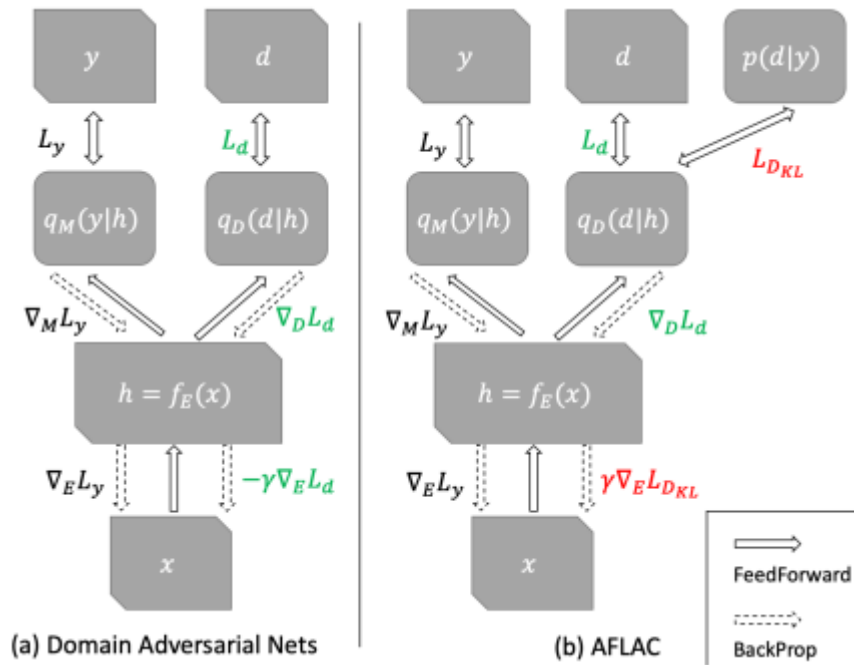 y
d
L_y
L_d
q_M(y|h)
q_D(d|h)
∇_M L_y
∇_D L_d
h = f_E(x)
∇_E L_y
−γ∇_E L_d
x
(a) Domain Adversarial Nets
y
d
p(d|y)
L_y
L_d
L_{D_{KL}}
q_M(y|h)
q_D(d|h)
∇_M L_y
∇_D L_d
h = f_E(x)
∇_E L_y
γ∇_E L_{D_{KL}}
x
(b) AFLAC
FeedForward
BackProp